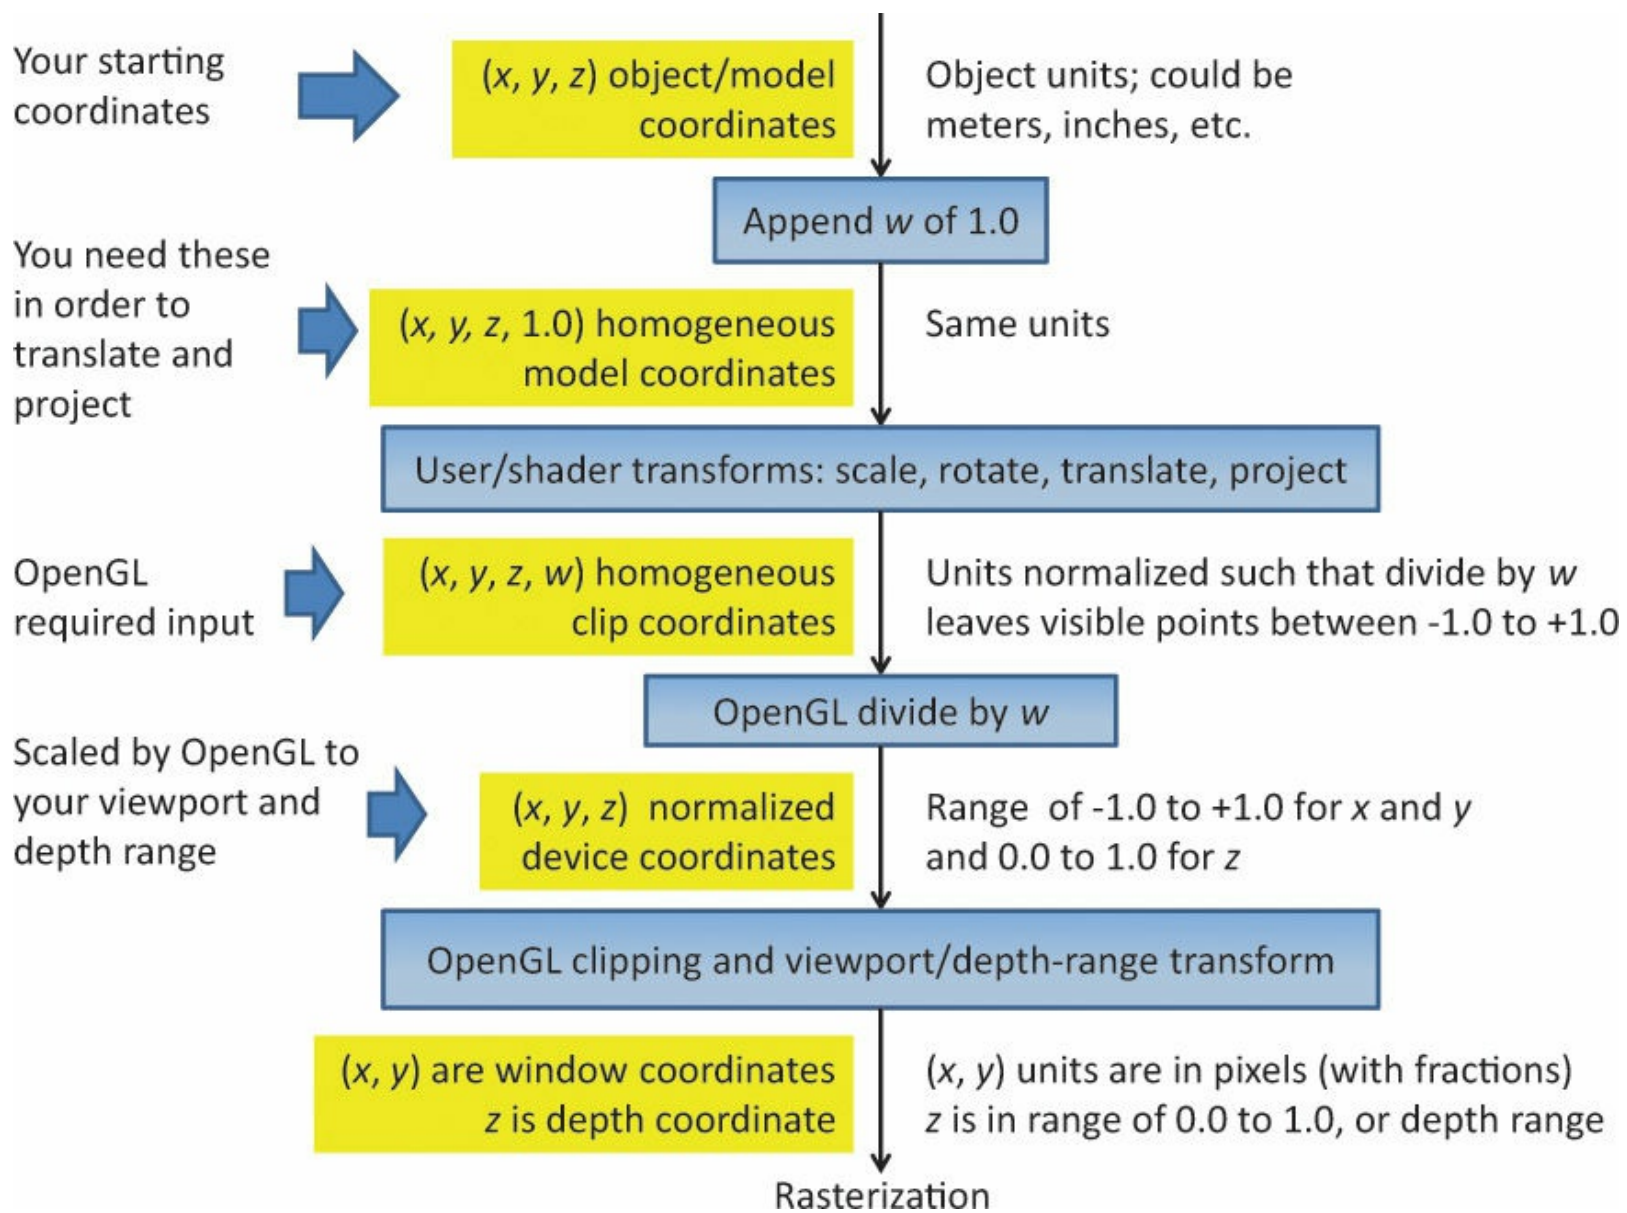 Your starting
coordinates
(x, y, z) object/model
coordinates
Object units; could be
meters, inches, etc.
Append w of 1.0
You need these
in order to
translate and
project
(x, y, z, 1.0) homogeneous
model coordinates
Same units
User/shader transforms: scale, rotate, translate, project
OpenGL
required input
(x, y, z, w) homogeneous
clip coordinates
Units normalized such that divide by w
leaves visible points between -1.0 to +1.0
OpenGL divide by w
Scaled by OpenGL to
your viewport and
depth range
(x, y, z) normalized
device coordinates
Range of -1.0 to +1.0 for x and y
and 0.0 to 1.0 for z
OpenGL clipping and viewport/depth-range transform
(x, y) are window coordinates
z is depth coordinate
(x, y) units are in pixels (with fractions)
z is in range of 0.0 to 1.0, or depth range
Rasterization